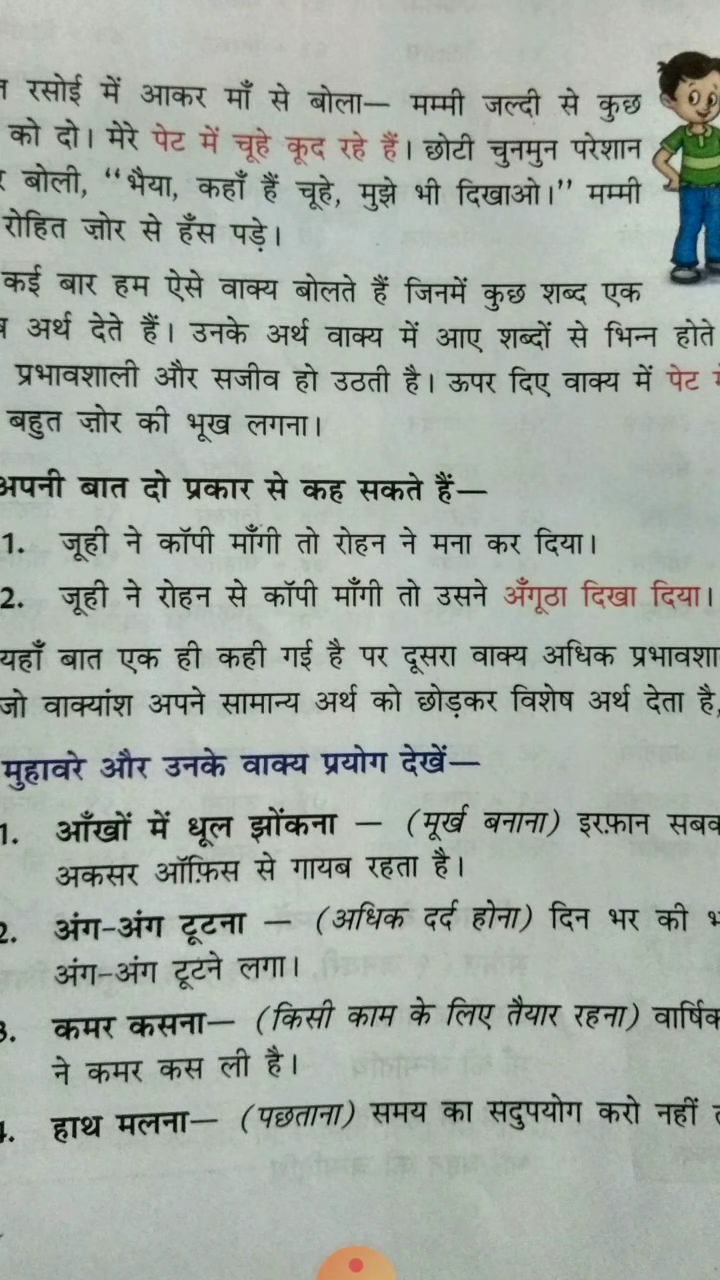 रसोई में आकर माँ से बोला— मम्मी जल्दी से कुछ
को दो। मेरे पेट में चूहे कूद रहे हैं। छोटी चुनमुन परेशान
बोली, “भैया, कहाँ हैं चूहे, मुझे भी दिखाओ।” मम्मी
रोहित ज़ोर से हँस पड़े।
कई बार हम ऐसे वाक्य बोलते हैं जिनमें कुछ शब्द एक
अर्थ देते हैं। उनके अर्थ वाक्य में आए शब्दों से भिन्न होते
प्रभावशाली और सजीव हो उठती है। ऊपर दिए वाक्य में पेट
बहुत ज़ोर की भूख लगना।
अपनी बात दो प्रकार से कह सकते हैं—
1. जूही ने कॉपी माँगी तो रोहन ने मना कर दिया।
2. जूही ने रोहन से कॉपी माँगी तो उसने अँगूठा दिखा दिया।
यहाँ बात एक ही कही गई है पर दूसरा वाक्य अधिक प्रभावशा
जो वाक्यांश अपने सामान्य अर्थ को छोड़कर विशेष अर्थ देता है,
मुहावरे और उनके वाक्य प्रयोग देखें—
1. आँखों में धूल झोंकना — (मूर्ख बनाना) इरफ़ान सबक
अकसर ऑफ़िस से गायब रहता है।
2. अंग-अंग टूटना — (अधिक दर्द होना) दिन भर की
अंग-अंग टूटने लगा।
3. कमर कसना— (किसी काम के लिए तैयार रहना) वार्षिक
ने कमर कस ली है।
4. हाथ मलना— (पछताना) समय का सदुपयोग करो नहीं